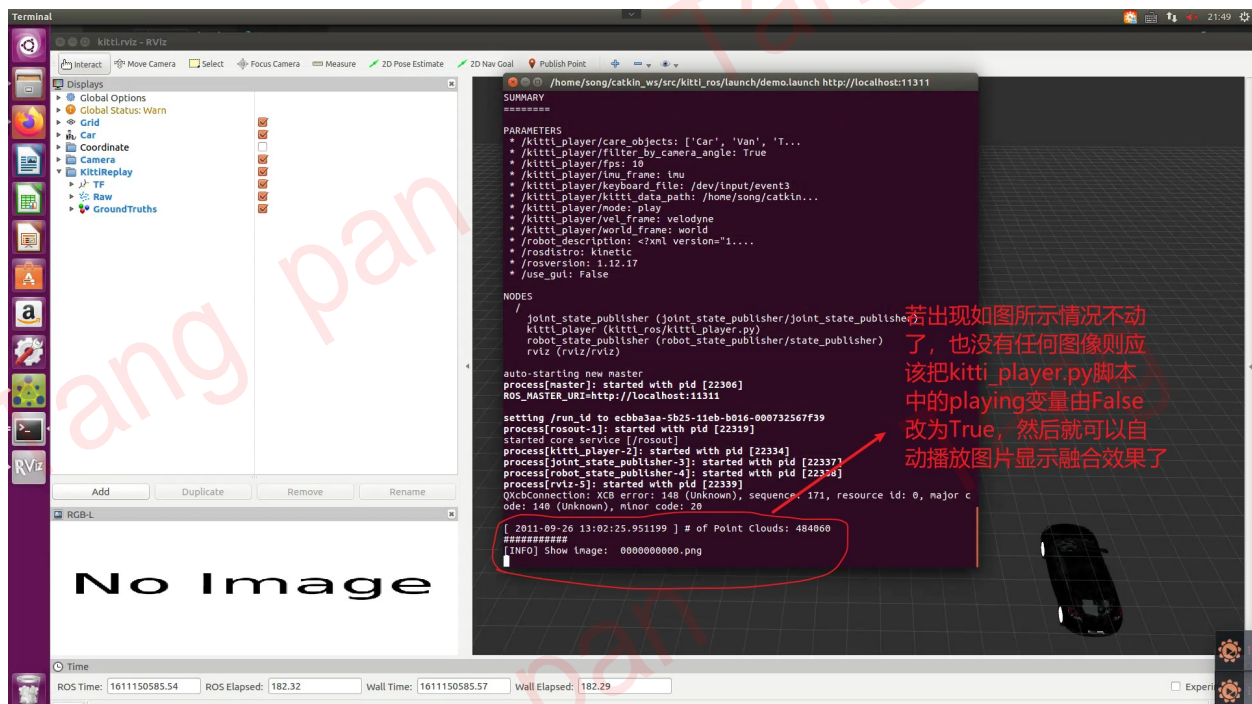 Terminal
21:49
kitti.rviz - RViz
Interact Move Camera Select Focus Camera Measure 2D Pose Estimate 2D Nav Goal Publish Point
Displays
Global Options
Global Status: Warn
Grid
Car
Coordinate
Camera
KittiReplay
TF
Raw
GroundTruths
Add Duplicate Remove Rename
RGB-L
No Image
/home/song/catkin_ws/src/kitti_ros/launch/demo.launch http://localhost:11311
SUMMARY
========
PARAMETERS
* /kitti_player/care_objects: ['Car', 'Van', 'T...
* /kitti_player/filter_by_camera_angle: True
* /kitti_player/fps: 10
* /kitti_player/imu_frame: imu
* /kitti_player/keyboard_file: /dev/input/event3
* /kitti_player/kitti_data_path: /home/song/catkin...
* /kitti_player/mode: play
* /kitti_player/vel_frame: velodyne
* /kitti_player/world_frame: world
* /robot_description: <?xml version="1....
* /rosdistro: kinetic
* /rosversion: 1.12.17
* /use_gui: False
NODES
/
joint_state_publisher (joint_state_publisher/joint_state_publisher)
kitti_player (kitti_ros/kitti_player.py)
robot_state_publisher (robot_state_publisher/state_publisher)
rviz (rviz/rviz)
auto-starting new master
process[master]: started with pid [22306]
ROS_MASTER_URI=http://localhost:11311
setting /run_id to ecbba3aa-5b25-11eb-b016-000732567f39
process[rosout-1]: started with pid [22319]
started core service [/rosout]
process[kitti_player-2]: started with pid [22334]
process[joint_state_publisher-3]: started with pid [22337]
process[robot_state_publisher-4]: started with pid [22338]
process[rviz-5]: started with pid [22339]
QXcbConnection: XCB error: 148 (Unknown), sequence: 171, resource id: 0, major c
ode: 140 (Unknown), minor code: 20
[ 2011-09-26 13:02:25.951199 ] # of Point Clouds: 484060
###########
[INFO] Show image: 0000000000.png
若出现如图所示情况不动
了，也没有任何图像则应
该把kitti_player.py脚本
中的playing变量由False
改为True，然后就可以自
动播放图片显示融合效果了
Time
ROS Time: 1611150585.54 ROS Elapsed: 182.32 Wall Time: 1611150585.57 Wall Elapsed: 182.29
RViz
Tang pan
pan